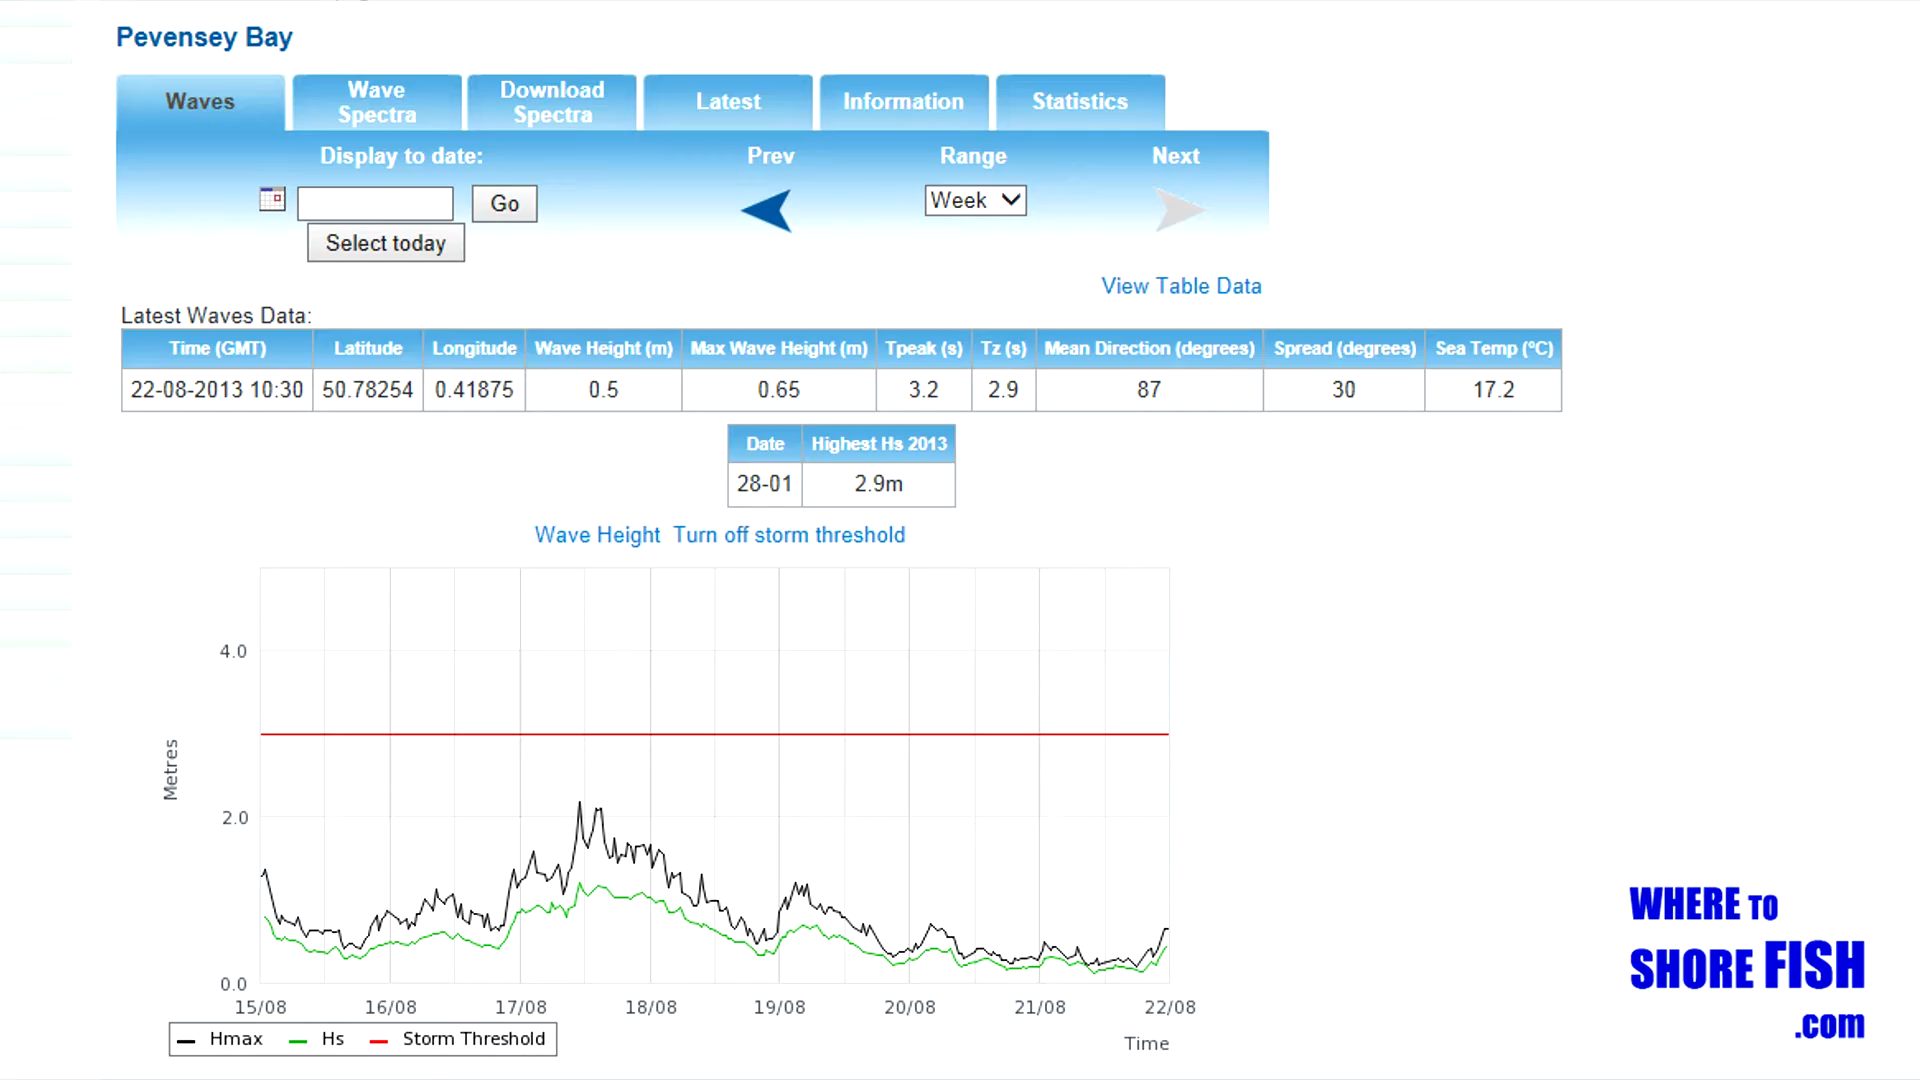 Pevensey Bay
Waves
Wave
Spectra
Download
Spectra
Latest
Information
Statistics
Display to date:
Prev
Range
Next
Go
Week
Select today
View Table Data
Latest Waves Data:
Time (GMT) Latitude Longitude Wave Height (m) Max Wave Height (m) Tpeak (s) Tz (s) Mean Direction (degrees) Spread (degrees) Sea Temp (°C)
22-08-2013 10:30 50.78254 0.41875 0.5 0.65 3.2 2.9 87 30 17.2
Date Highest Hs 2013
28-01 2.9m
Wave Height Turn off storm threshold
4.0
Metres
2.0
0.0
15/08 16/08 17/08 18/08 19/08 20/08 21/08 22/08
Hmax Hs Storm Threshold
Time
WHERE TO
SHORE FISH
.com